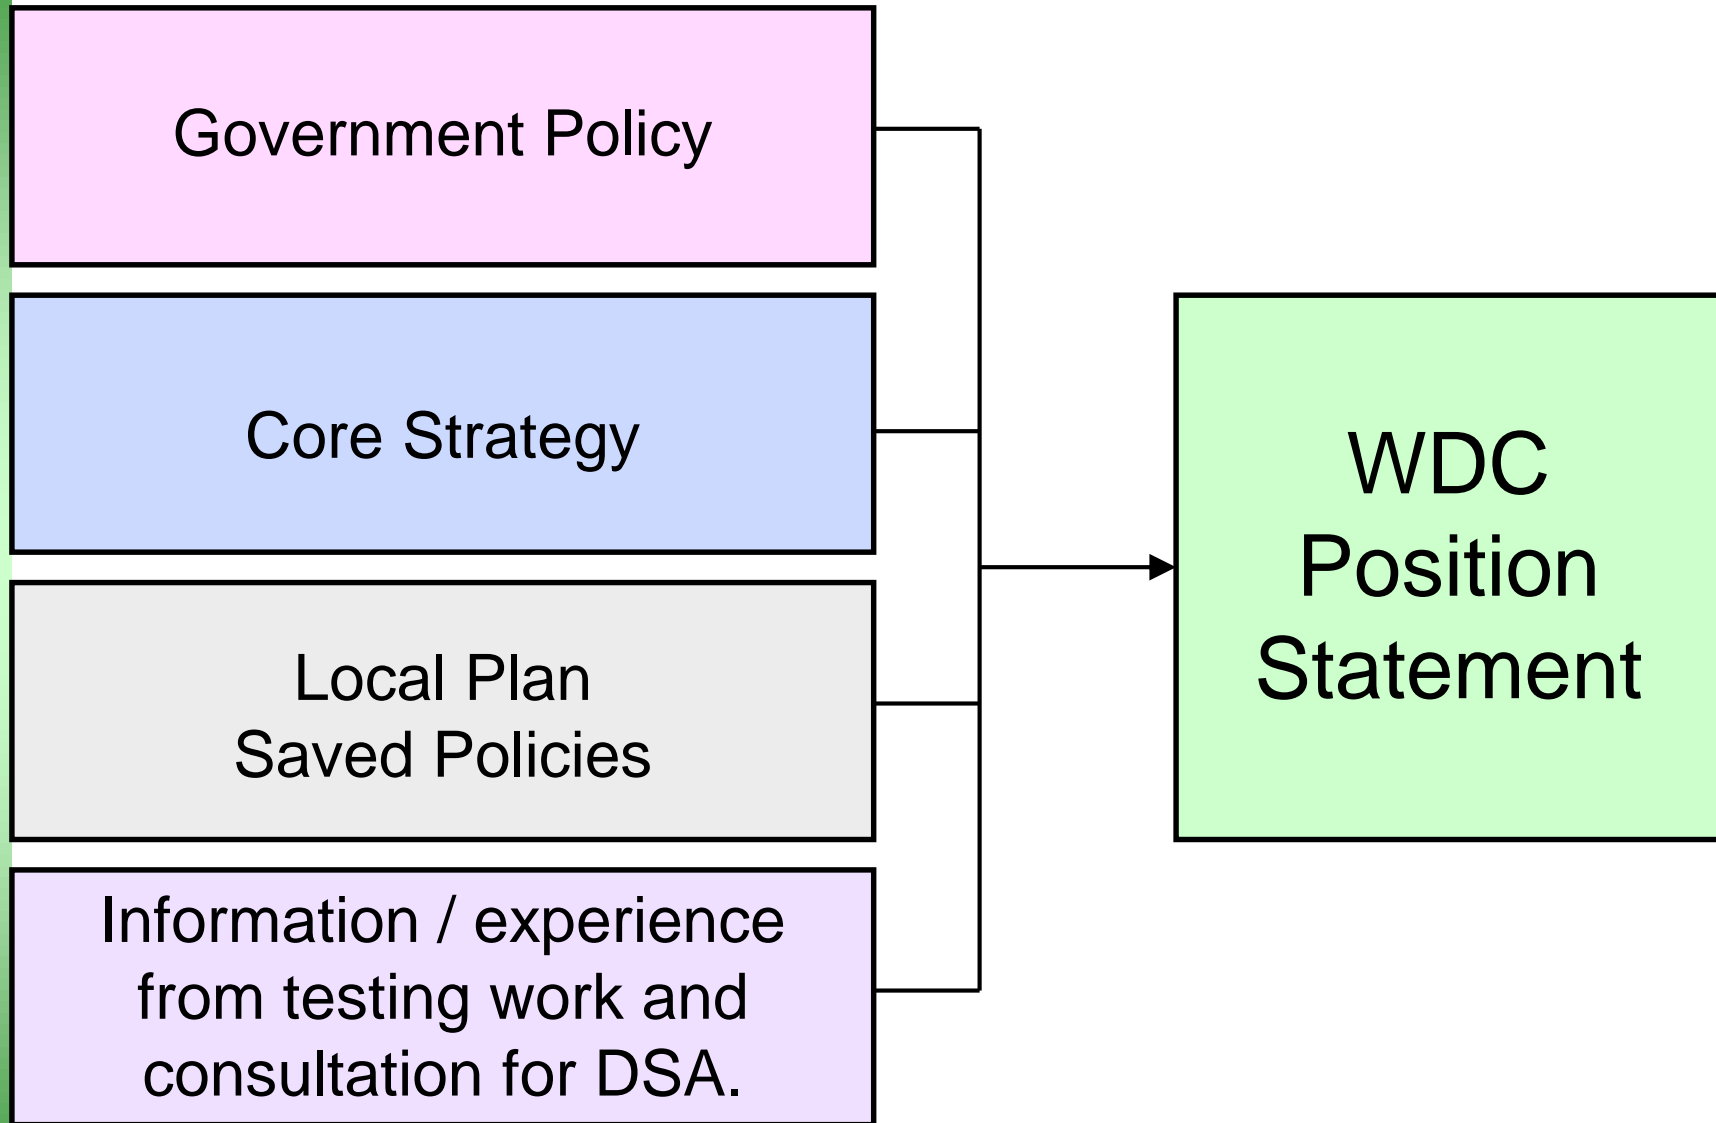 Government Policy
Core Strategy
Local Plan
Saved Policies
Information / experience
from testing work and
consultation for DSA.
WDC
Position
Statement